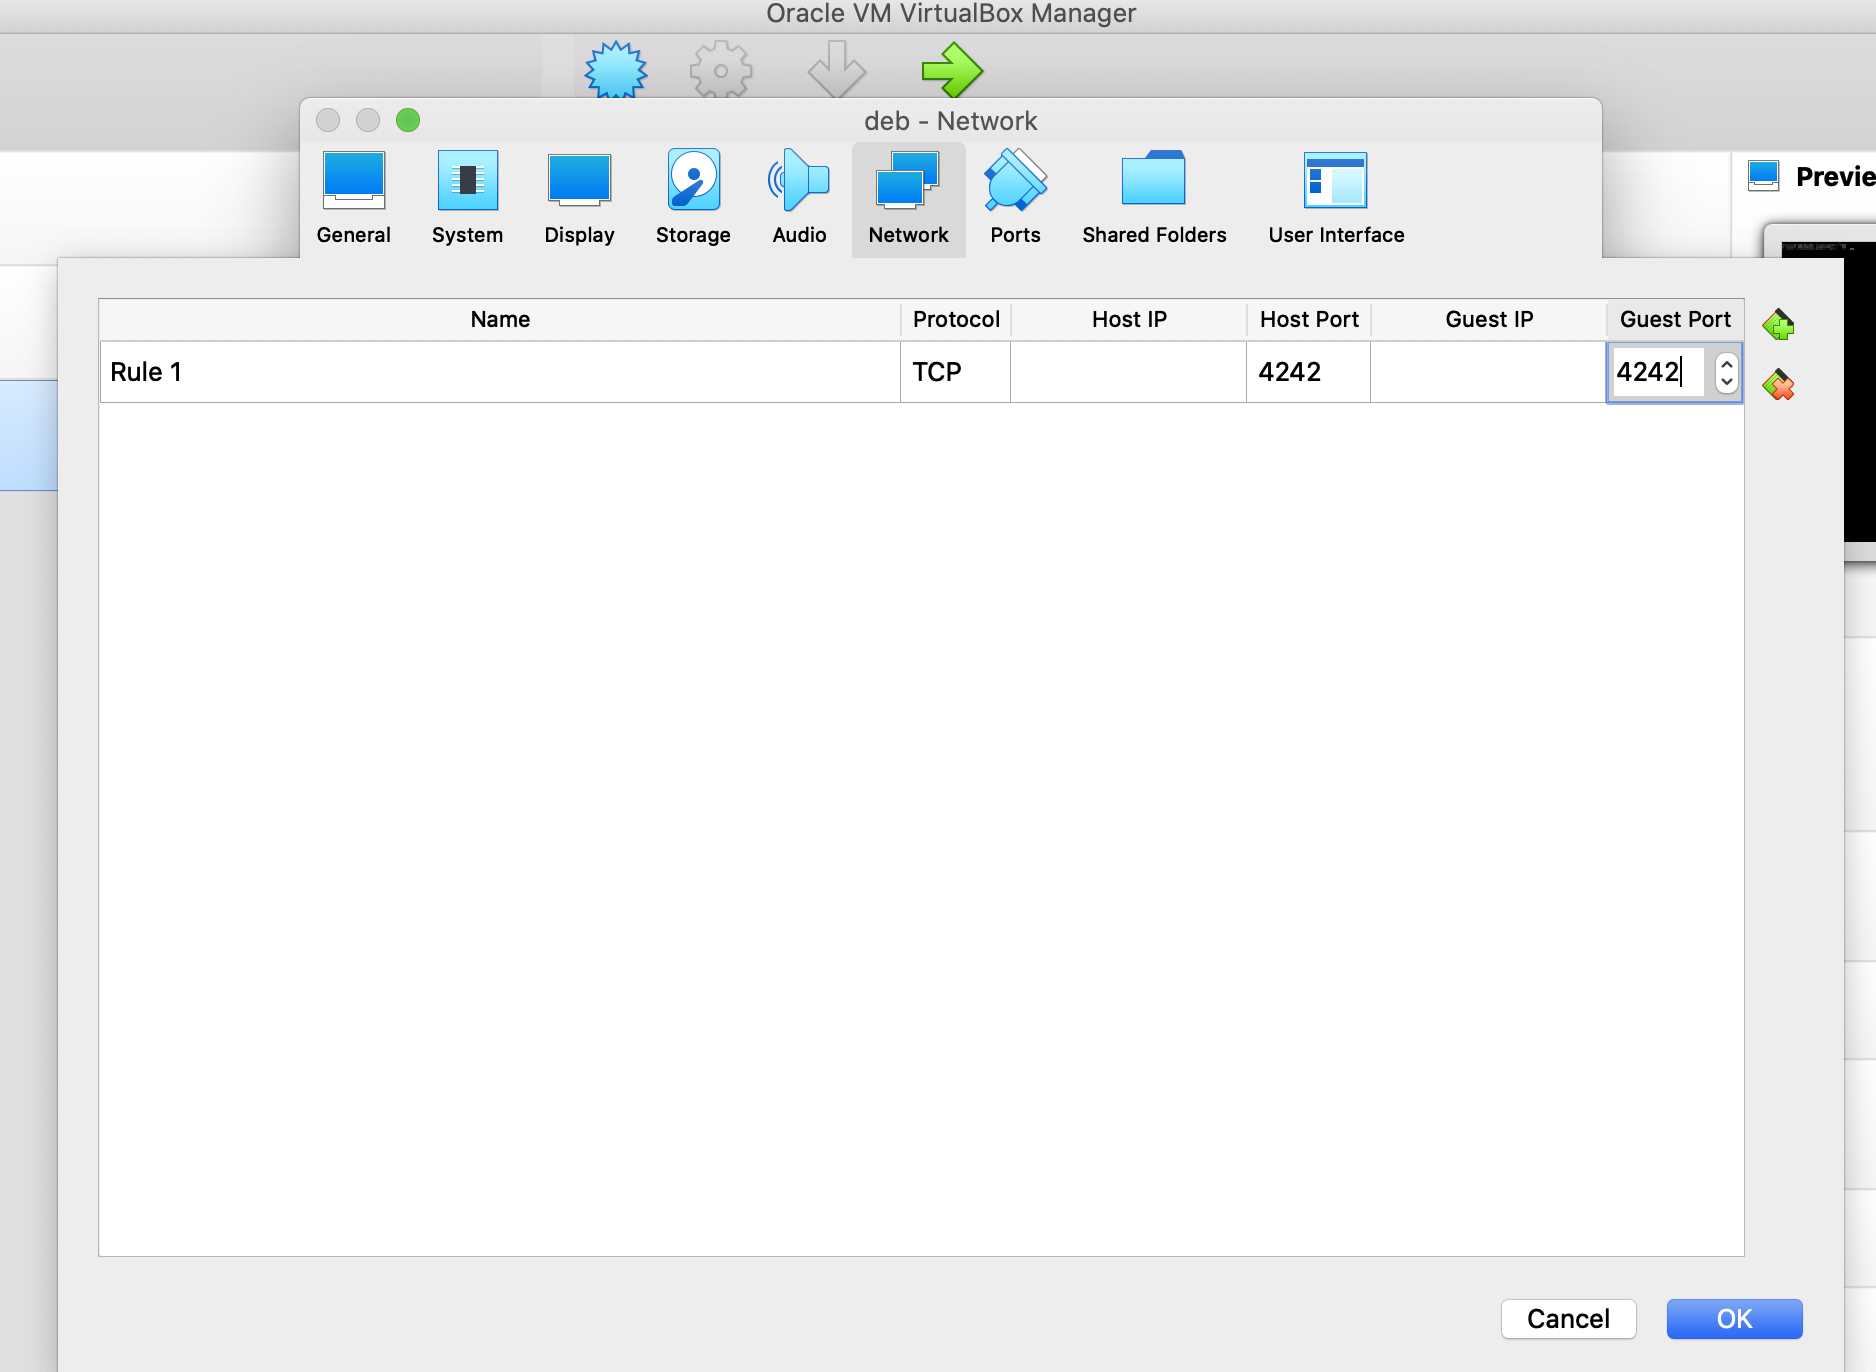 Oracle VM VirtualBox Manager
deb - Network
General System Display Storage Audio Network Ports Shared Folders User Interface
Name Protocol Host IP Host Port Guest IP Guest Port
Rule 1 TCP 4242 4242
Cancel OK